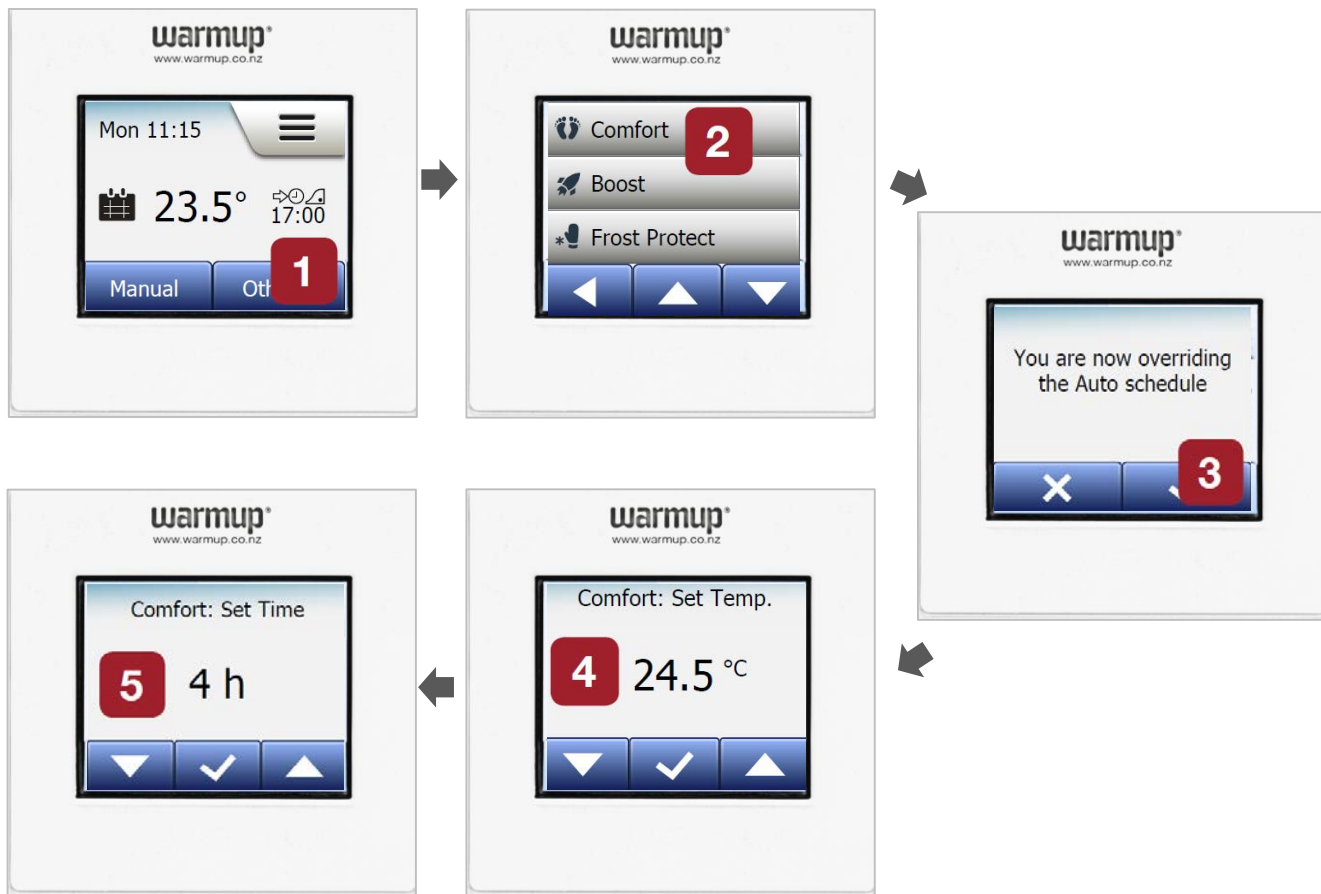 warmup®
www.warmup.co.nz
Mon 11:15
23.5°
17:00
Manual
Oth
1
warmup®
www.warmup.co.nz
Comfort
2
Boost
Frost Protect
warmup®
www.warmup.co.nz
You are now overriding
the Auto schedule
3
warmup®
www.warmup.co.nz
Comfort: Set Temp.
4 24.5 °C
warmup®
www.warmup.co.nz
Comfort: Set Time
5 4 h